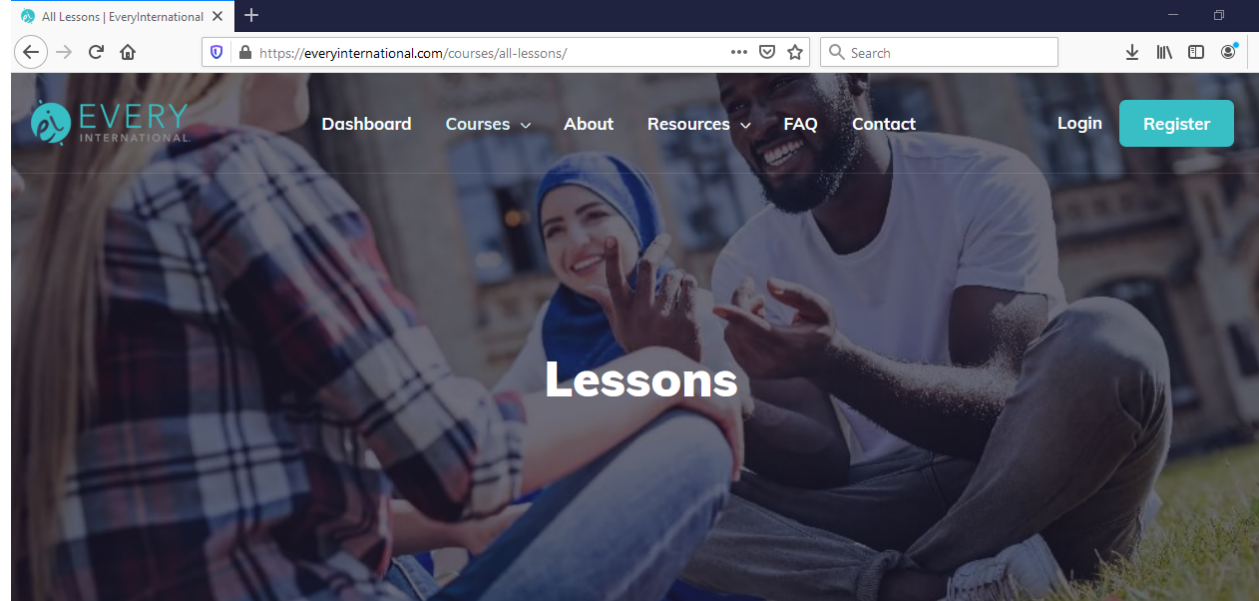 All Lessons | EveryInternational
https://everyinternational.com/courses/all-lessons/
Search
EVERY
INTERNATIONAL
Dashboard
Courses
About
Resources
FAQ
Contact
Login
Register
Lessons